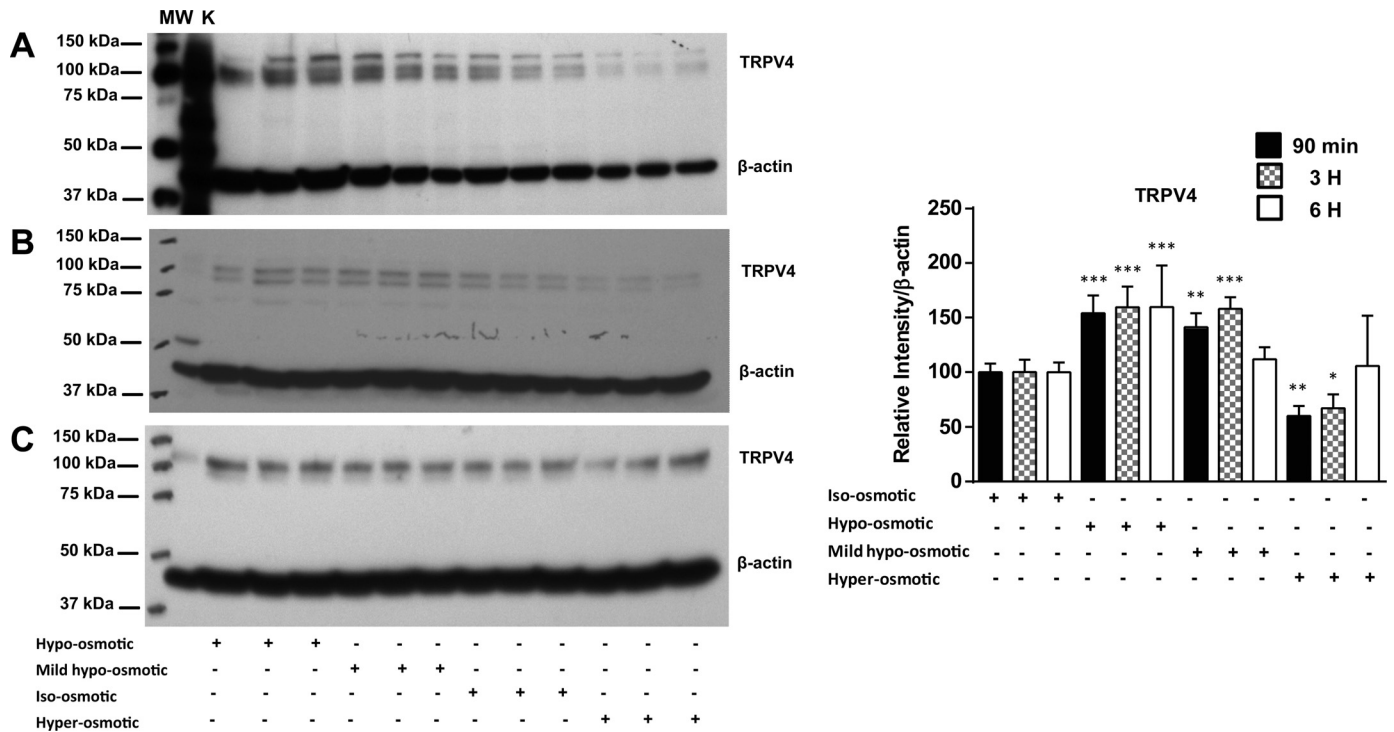 MW K
A
150 kDa
100 kDa
75 kDa
50 kDa
37 kDa
TRPV4
β-actin
B
150 kDa
100 kDa
75 kDa
50 kDa
37 kDa
TRPV4
β-actin
C
150 kDa
100 kDa
75 kDa
50 kDa
37 kDa
TRPV4
β-actin
Hypo-osmotic + + + - - - - - - - - -
Mild hypo-osmotic - - - + + + - - - - - -
Iso-osmotic - - - - - - + + + - - -
Hyper-osmotic - - - - - - - - - + + +
90 min
3 H
6 H
TRPV4
Relative Intensity/β-actin
250
200
150
100
50
0
*** *** *** ** *** ** *
Iso-osmotic + + + - - - - - - - - -
Hypo-osmotic - - - + + + - - - - - -
Mild hypo-osmotic - - - - - - + + + - - -
Hyper-osmotic - - - - - - - - - + + +